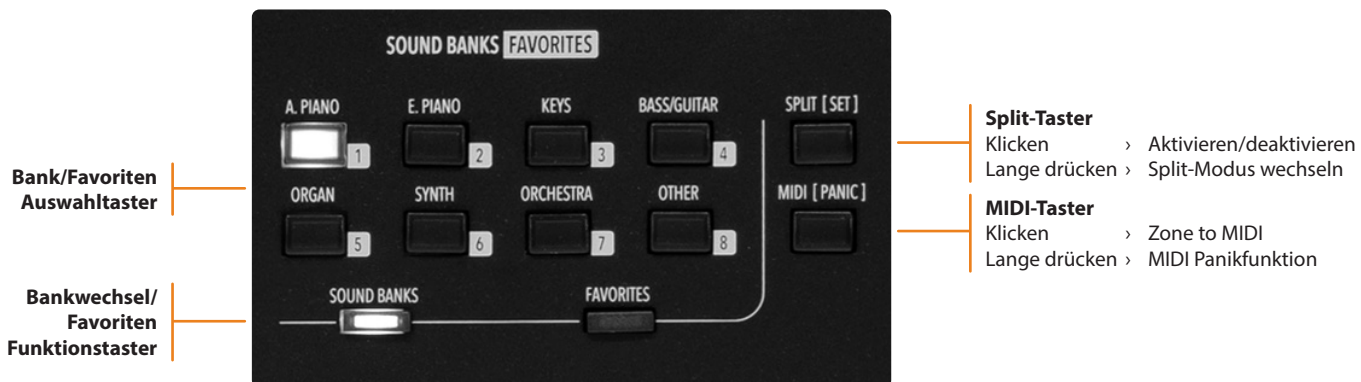 SOUND BANKS FAVORITES
A. PIANO E. PIANO KEYS BASS/GUITAR SPLIT [ SET ]
1 2 3 4
ORGAN SYNTH ORCHESTRA OTHER MIDI [ PANIC ]
5 6 7 8
SOUND BANKS FAVORITES
Bank/Favoriten
Auswahltaster
Bankwechsel/
Favoriten
Funktionstaster
Split-Taster
Klicken › Aktivieren/deaktivieren
Lange drücken › Split-Modus wechseln
MIDI-Taster
Klicken › Zone to MIDI
Lange drücken › MIDI Panikfunktion